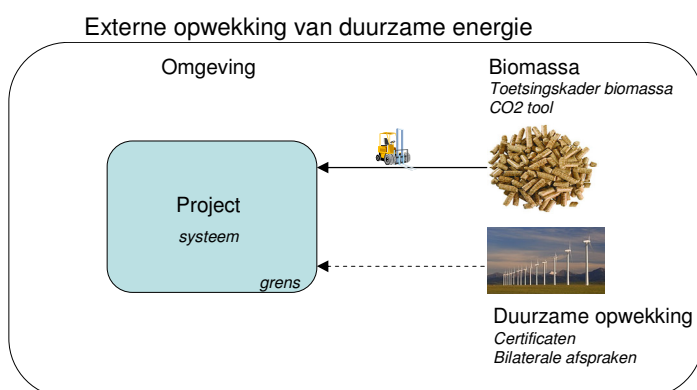 Externe opwekking van duurzame energie
Omgeving
Biomassa
Toetsingskader biomassa
CO2 tool
Project
systeem
grens
Duurzame opwekking
Certificaten
Bilaterale afspraken